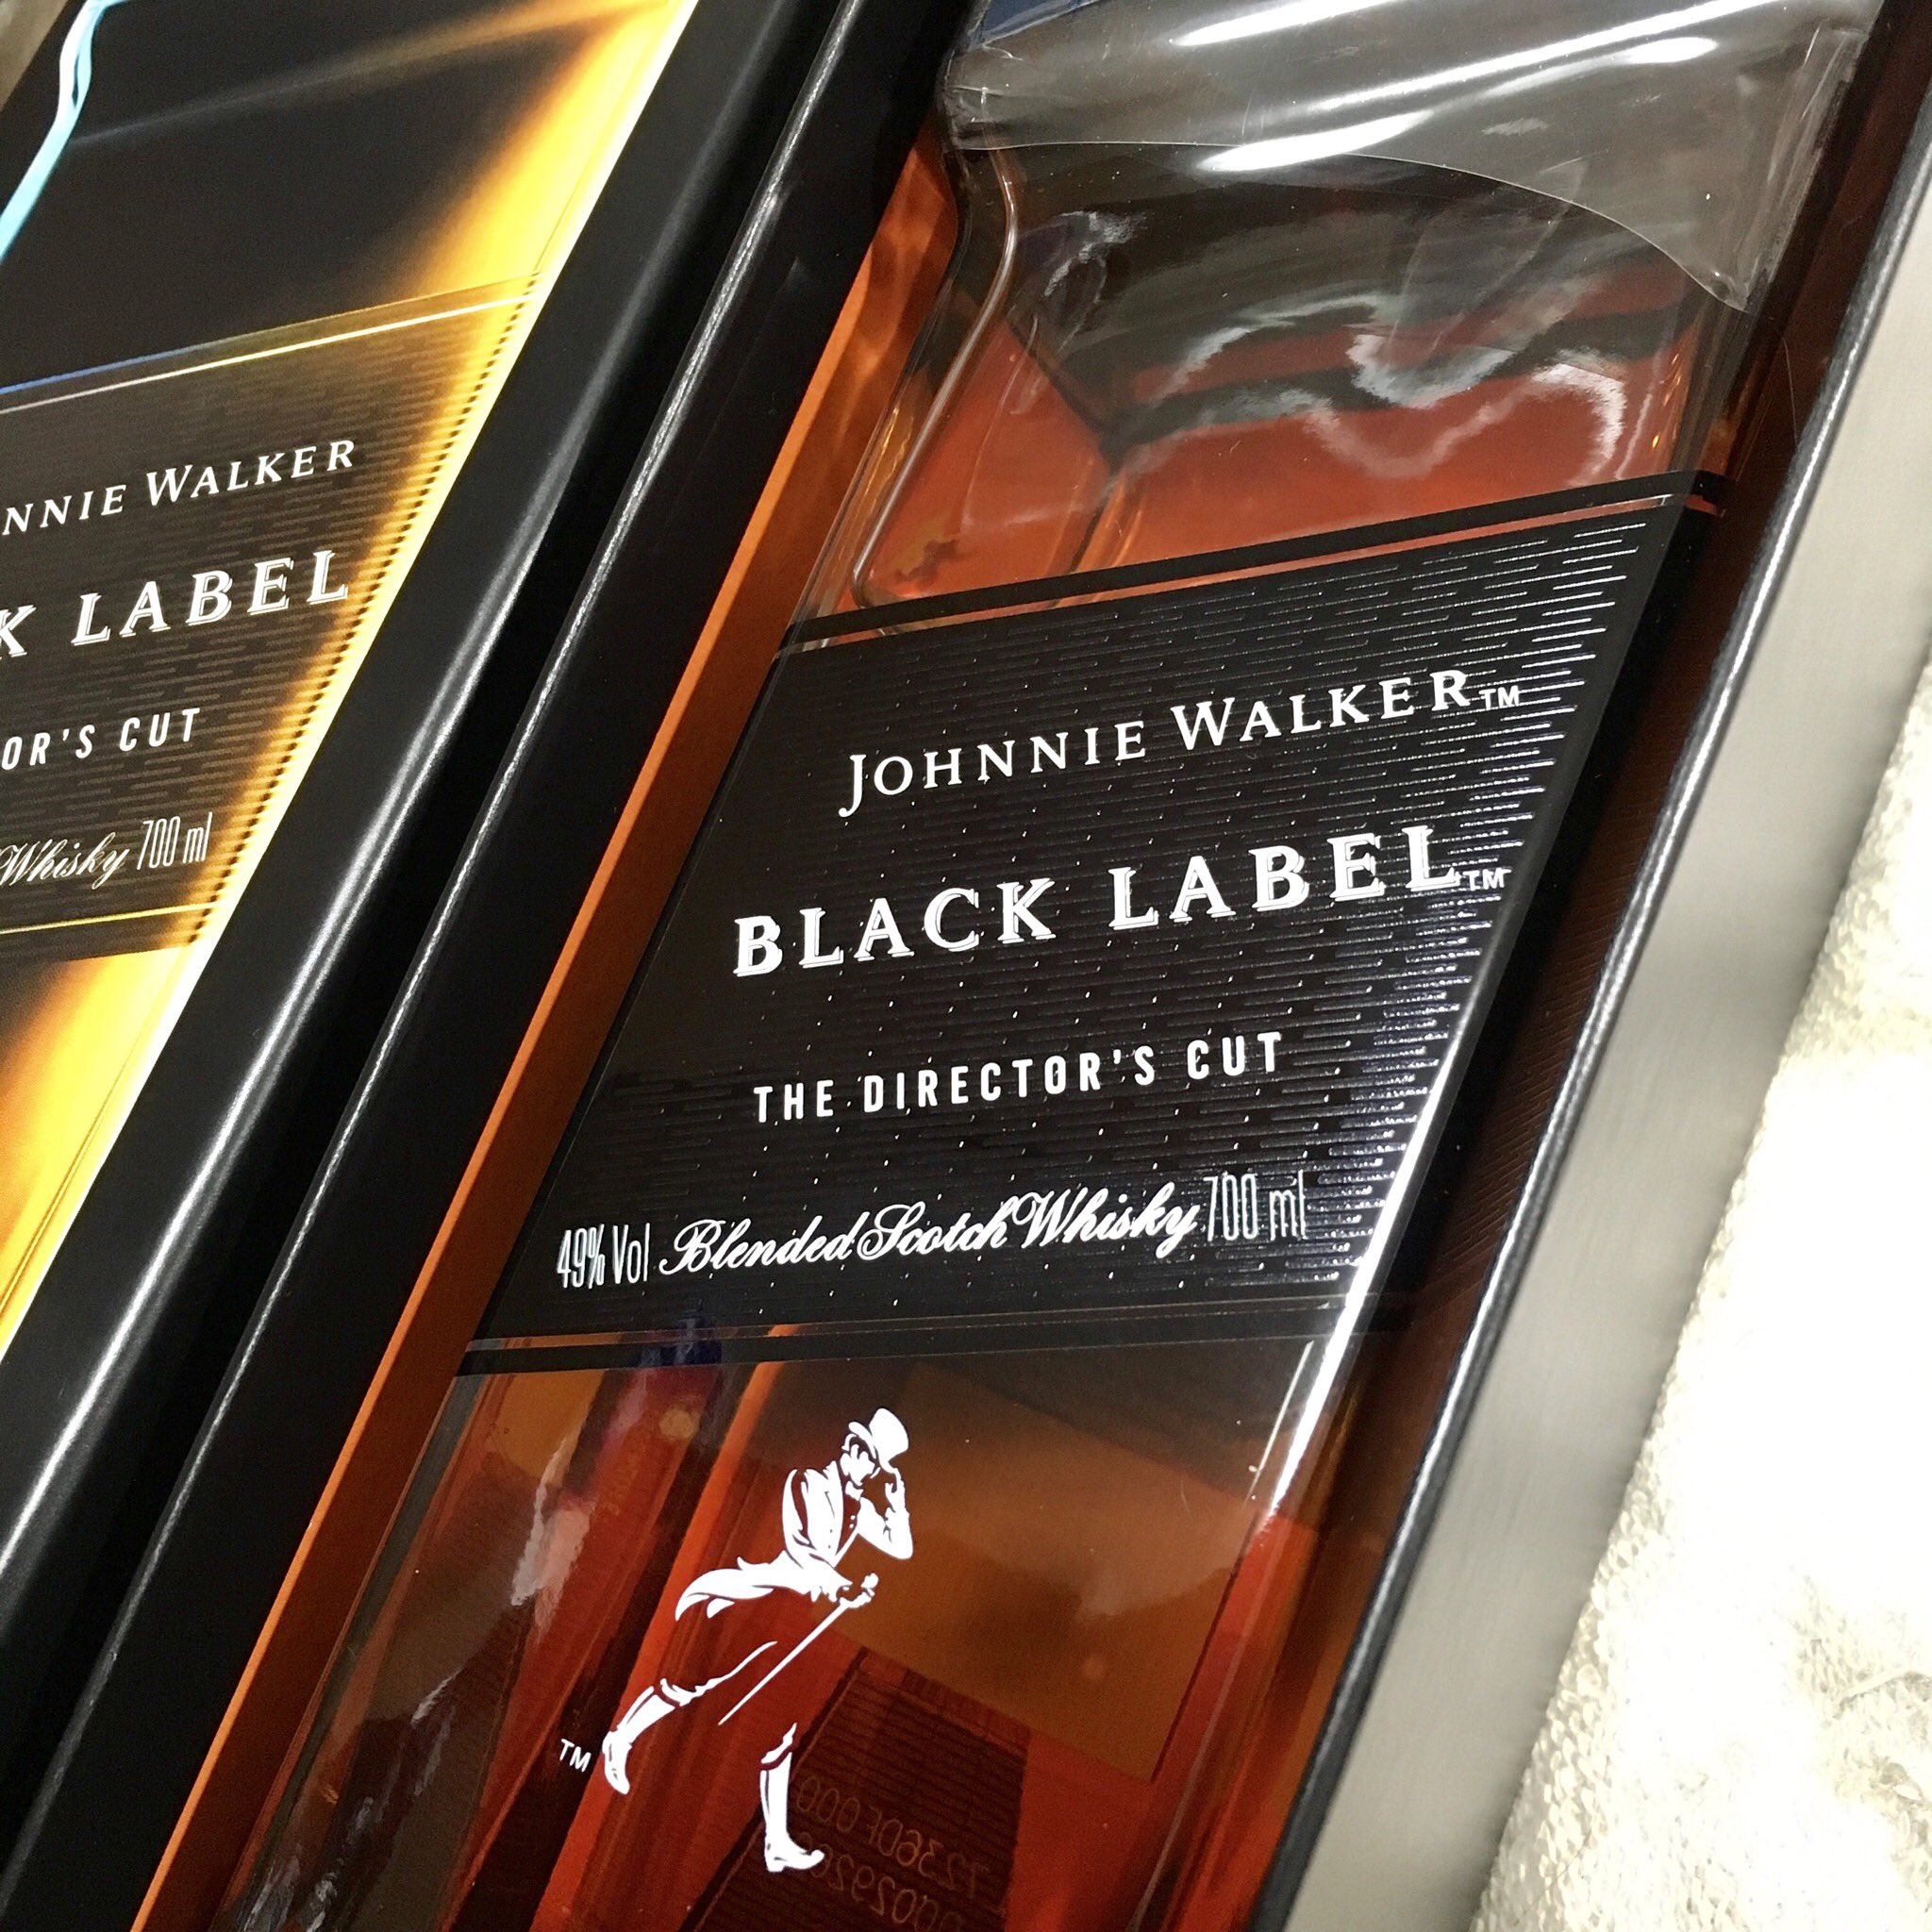 NNIE WALKER
K LABEL
OR'S CUT
Whisky 700 ml
JOHNNIE WALKER™
BLACK LABEL™
THE DIRECTOR'S CUT
49% Vol Blended Scotch Whisky 700 ml
TM